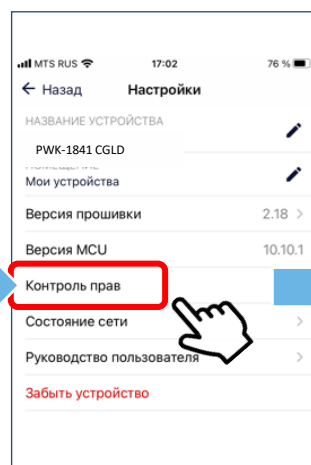 MTS RUS 17:02 76 %
← Назад Настройки
НАЗВАНИЕ УСТРОЙСТВА
PWK-1841 CGLD
ПОМЕЩЕНИЕ
Мои устройства
Версия прошивки 2.18 >
Версия MCU 10.10.1
Контроль прав
Состояние сети >
Руководство пользователя >
Забыть устройство